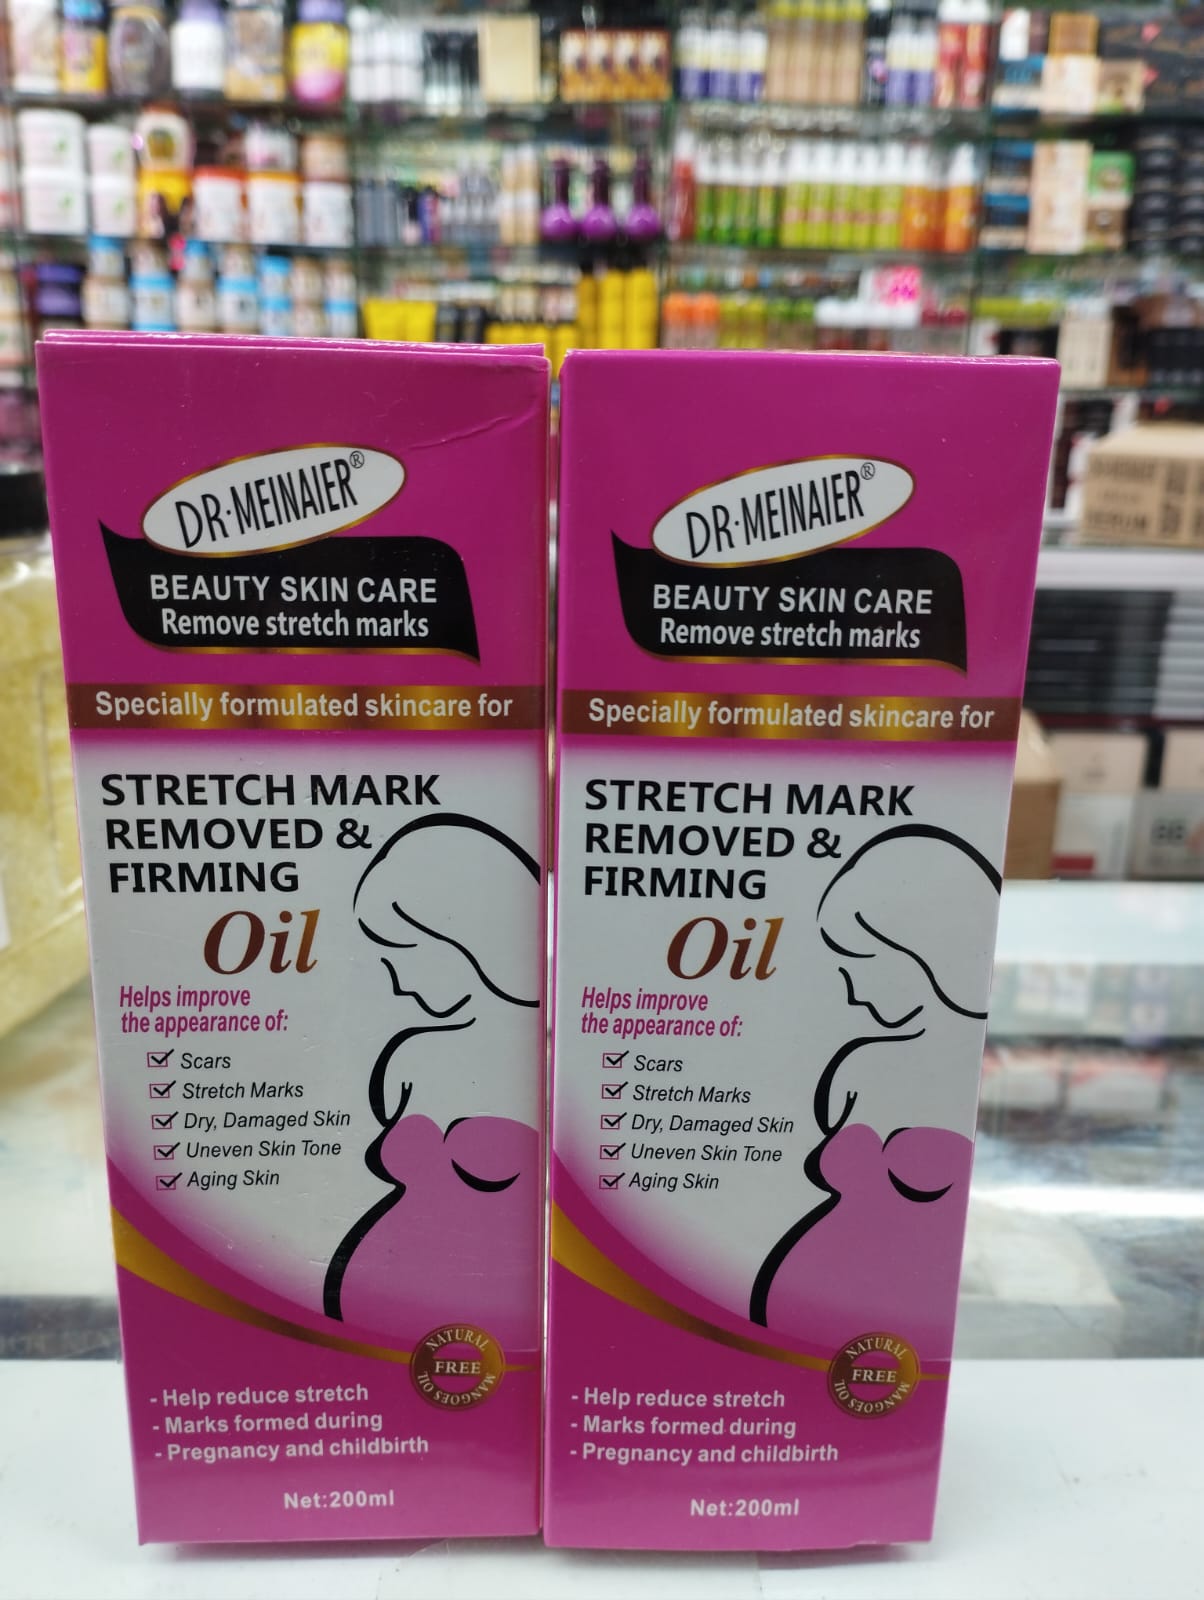 DR·MEINAIER®
BEAUTY SKIN CARE
Remove stretch marks
Specially formulated skincare for
STRETCH MARK
REMOVED &
FIRMING
Oil
Helps improve
the appearance of:
Scars
Stretch Marks
Dry, Damaged Skin
Uneven Skin Tone
Aging Skin
NATURAL
FREE
MANGOES OIL
- Help reduce stretch
- Marks formed during
- Pregnancy and childbirth
Net:200ml
DR·MEINAIER®
BEAUTY SKIN CARE
Remove stretch marks
Specially formulated skincare for
STRETCH MARK
REMOVED &
FIRMING
Oil
Helps improve
the appearance of:
Scars
Stretch Marks
Dry, Damaged Skin
Uneven Skin Tone
Aging Skin
NATURAL
FREE
MANGOES OIL
- Help reduce stretch
- Marks formed during
- Pregnancy and childbirth
Net:200ml